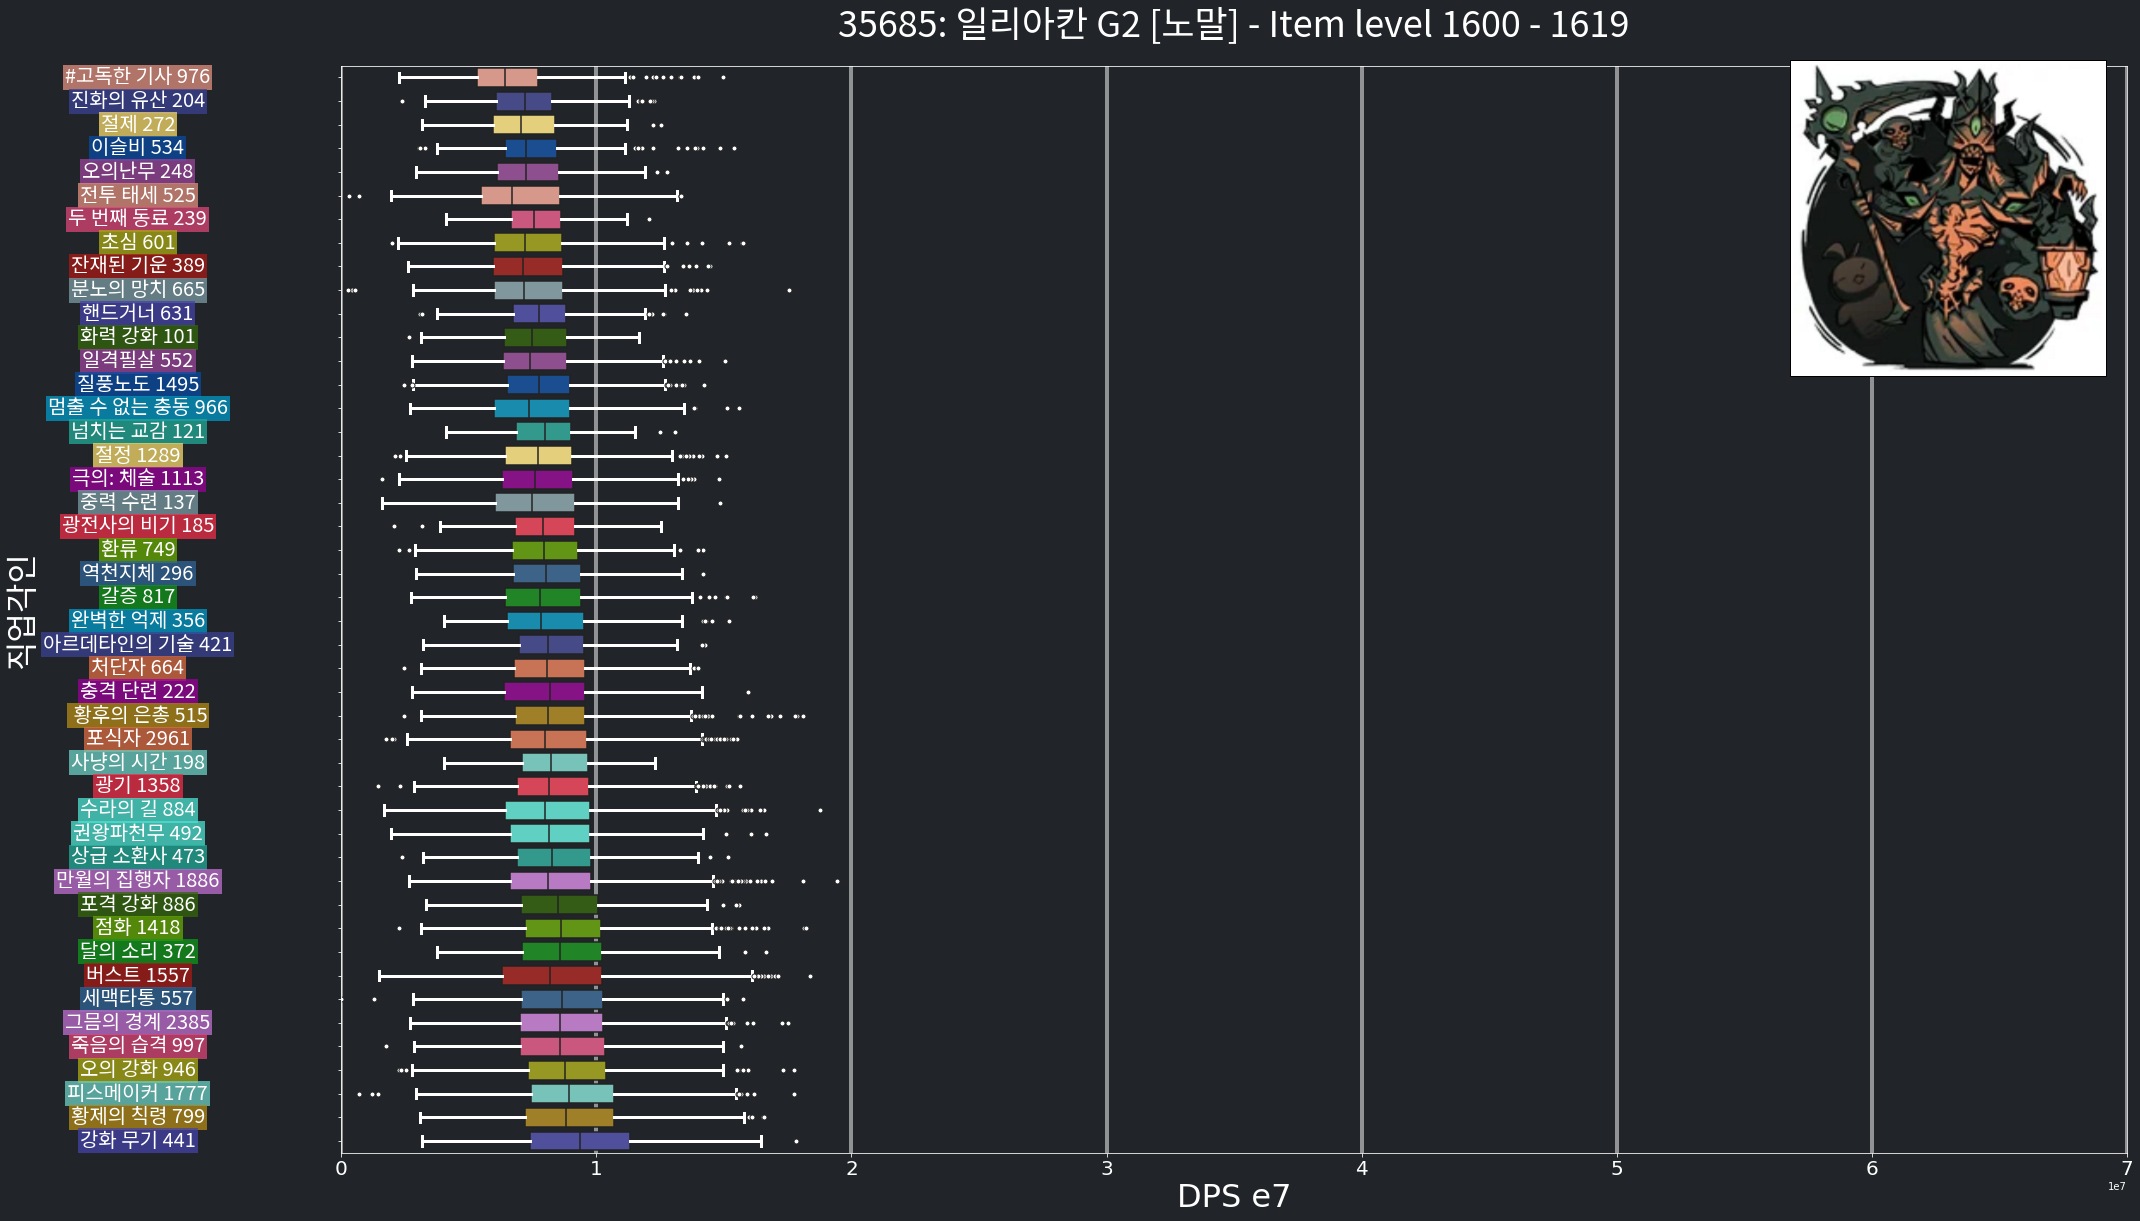 35685: 일리아칸 G2 [노말] - Item level 1600 - 1619
#고독한 기사 976
진화의 유산 204
절제 272
이슬비 534
오의난무 248
전투 태세 525
두 번째 동료 239
초심 601
잔재된 기운 389
분노의 망치 665
핸드거너 631
화력 강화 101
일격필살 552
질풍노도 1495
멈출 수 없는 충동 966
넘치는 교감 121
절정 1289
극의: 체술 1113
중력 수련 137
광전사의 비기 185
환류 749
역천지체 296
갈증 817
완벽한 억제 356
아르데타인의 기술 421
처단자 664
충격 단련 222
황후의 은총 515
포식자 2961
사냥의 시간 198
광기 1358
수라의 길 884
권왕파천무 492
상급 소환사 473
만월의 집행자 1886
포격 강화 886
점화 1418
달의 소리 372
버스트 1557
세맥타통 557
그믐의 경계 2385
죽음의 습격 997
오의 강화 946
피스메이커 1777
황제의 칙령 799
강화 무기 441
직업각인
0 1 2 3 4 5 6 7
1e7
DPS e7